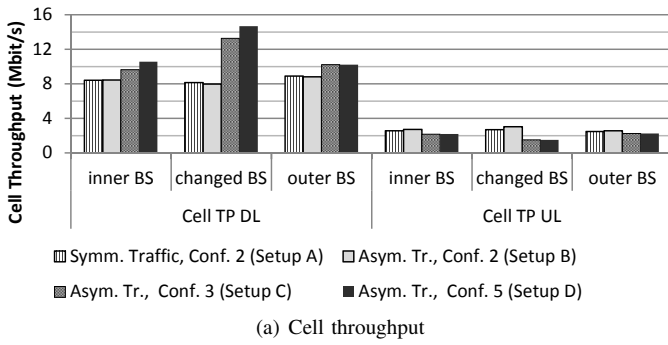 Cell Throughput (Mbit/s)
16
12
8
4
0
inner BS changed BS outer BS inner BS changed BS outer BS
Cell TP DL Cell TP UL
Symm. Traffic, Conf. 2 (Setup A) Asym. Tr., Conf. 2 (Setup B)
Asym. Tr., Conf. 3 (Setup C) Asym. Tr., Conf. 5 (Setup D)
(a) Cell throughput